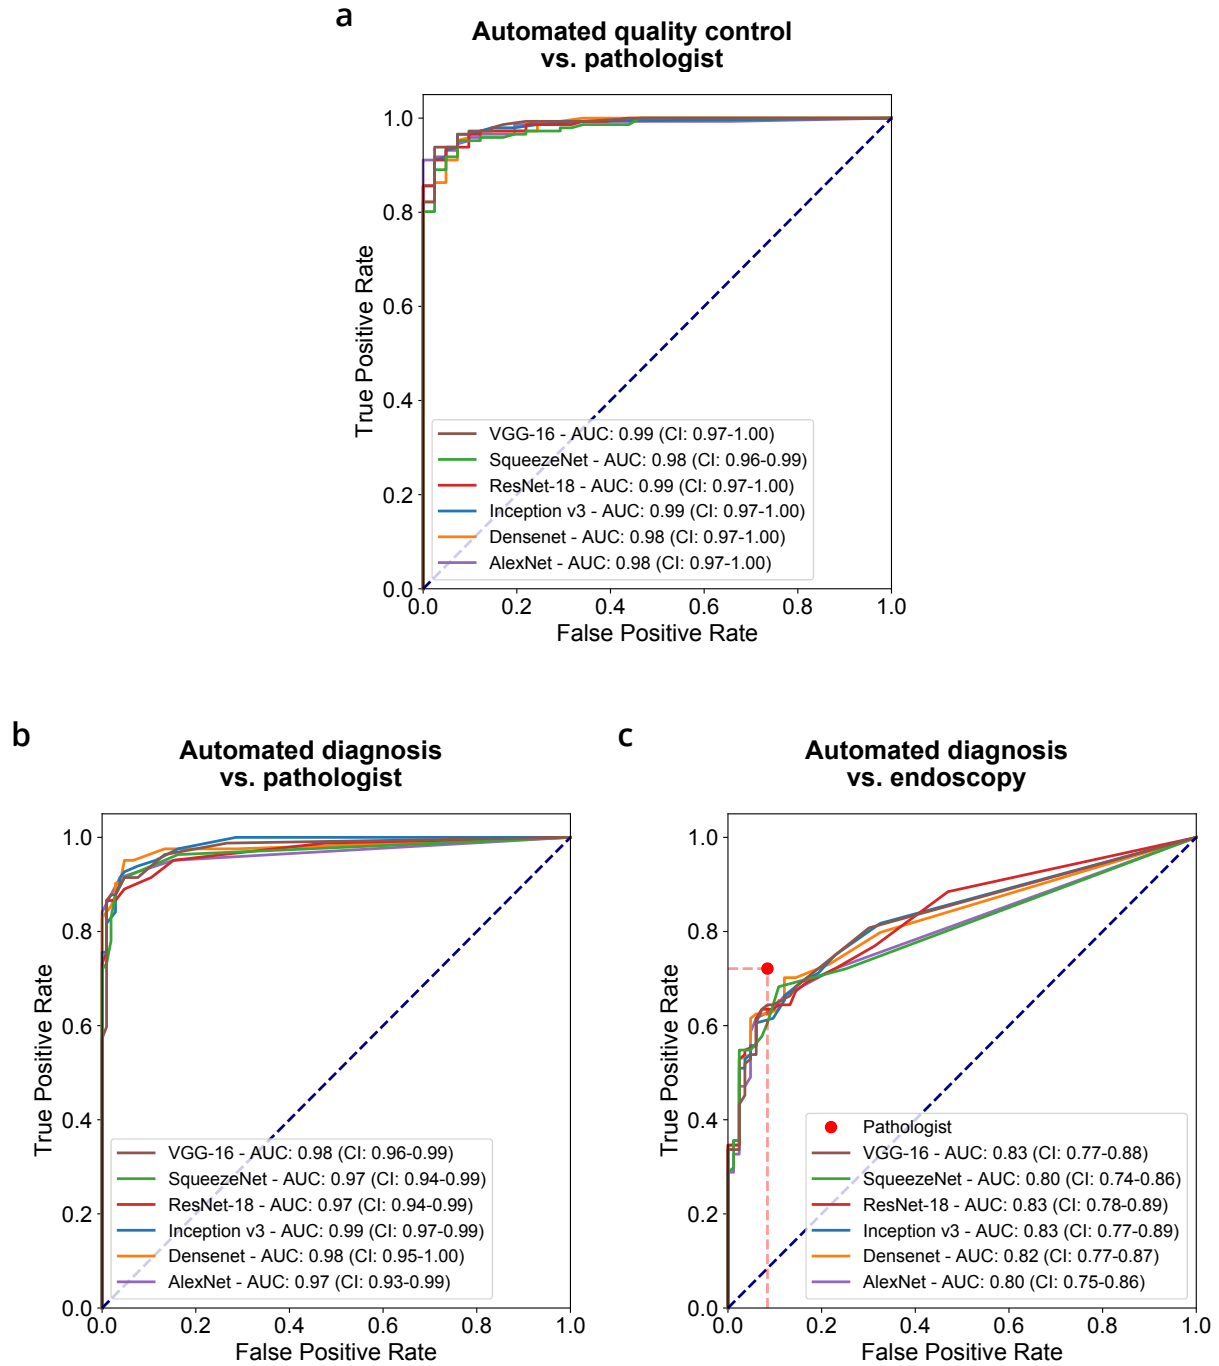 a
Automated quality control
vs. pathologist
1.0
0.8
0.6
0.4
0.2
0.0
True Positive Rate
VGG-16 - AUC: 0.99 (CI: 0.97-1.00)
SqueezeNet - AUC: 0.98 (CI: 0.96-0.99)
ResNet-18 - AUC: 0.99 (CI: 0.97-1.00)
Inception v3 - AUC: 0.99 (CI: 0.97-1.00)
Densenet - AUC: 0.98 (CI: 0.97-1.00)
AlexNet - AUC: 0.98 (CI: 0.97-1.00)
0.0 0.2 0.4 0.6 0.8 1.0
False Positive Rate
b
Automated diagnosis
vs. pathologist
1.0
0.8
0.6
0.4
0.2
0.0
True Positive Rate
VGG-16 - AUC: 0.98 (CI: 0.96-0.99)
SqueezeNet - AUC: 0.97 (CI: 0.94-0.99)
ResNet-18 - AUC: 0.97 (CI: 0.94-0.99)
Inception v3 - AUC: 0.99 (CI: 0.97-0.99)
Densenet - AUC: 0.98 (CI: 0.95-1.00)
AlexNet - AUC: 0.97 (CI: 0.93-0.99)
0.0 0.2 0.4 0.6 0.8 1.0
False Positive Rate
c
Automated diagnosis
vs. endoscopy
1.0
0.8
0.6
0.4
0.2
0.0
True Positive Rate
Pathologist
VGG-16 - AUC: 0.83 (CI: 0.77-0.88)
SqueezeNet - AUC: 0.80 (CI: 0.74-0.86)
ResNet-18 - AUC: 0.83 (CI: 0.78-0.89)
Inception v3 - AUC: 0.83 (CI: 0.77-0.89)
Densenet - AUC: 0.82 (CI: 0.77-0.87)
AlexNet - AUC: 0.80 (CI: 0.75-0.86)
0.0 0.2 0.4 0.6 0.8 1.0
False Positive Rate